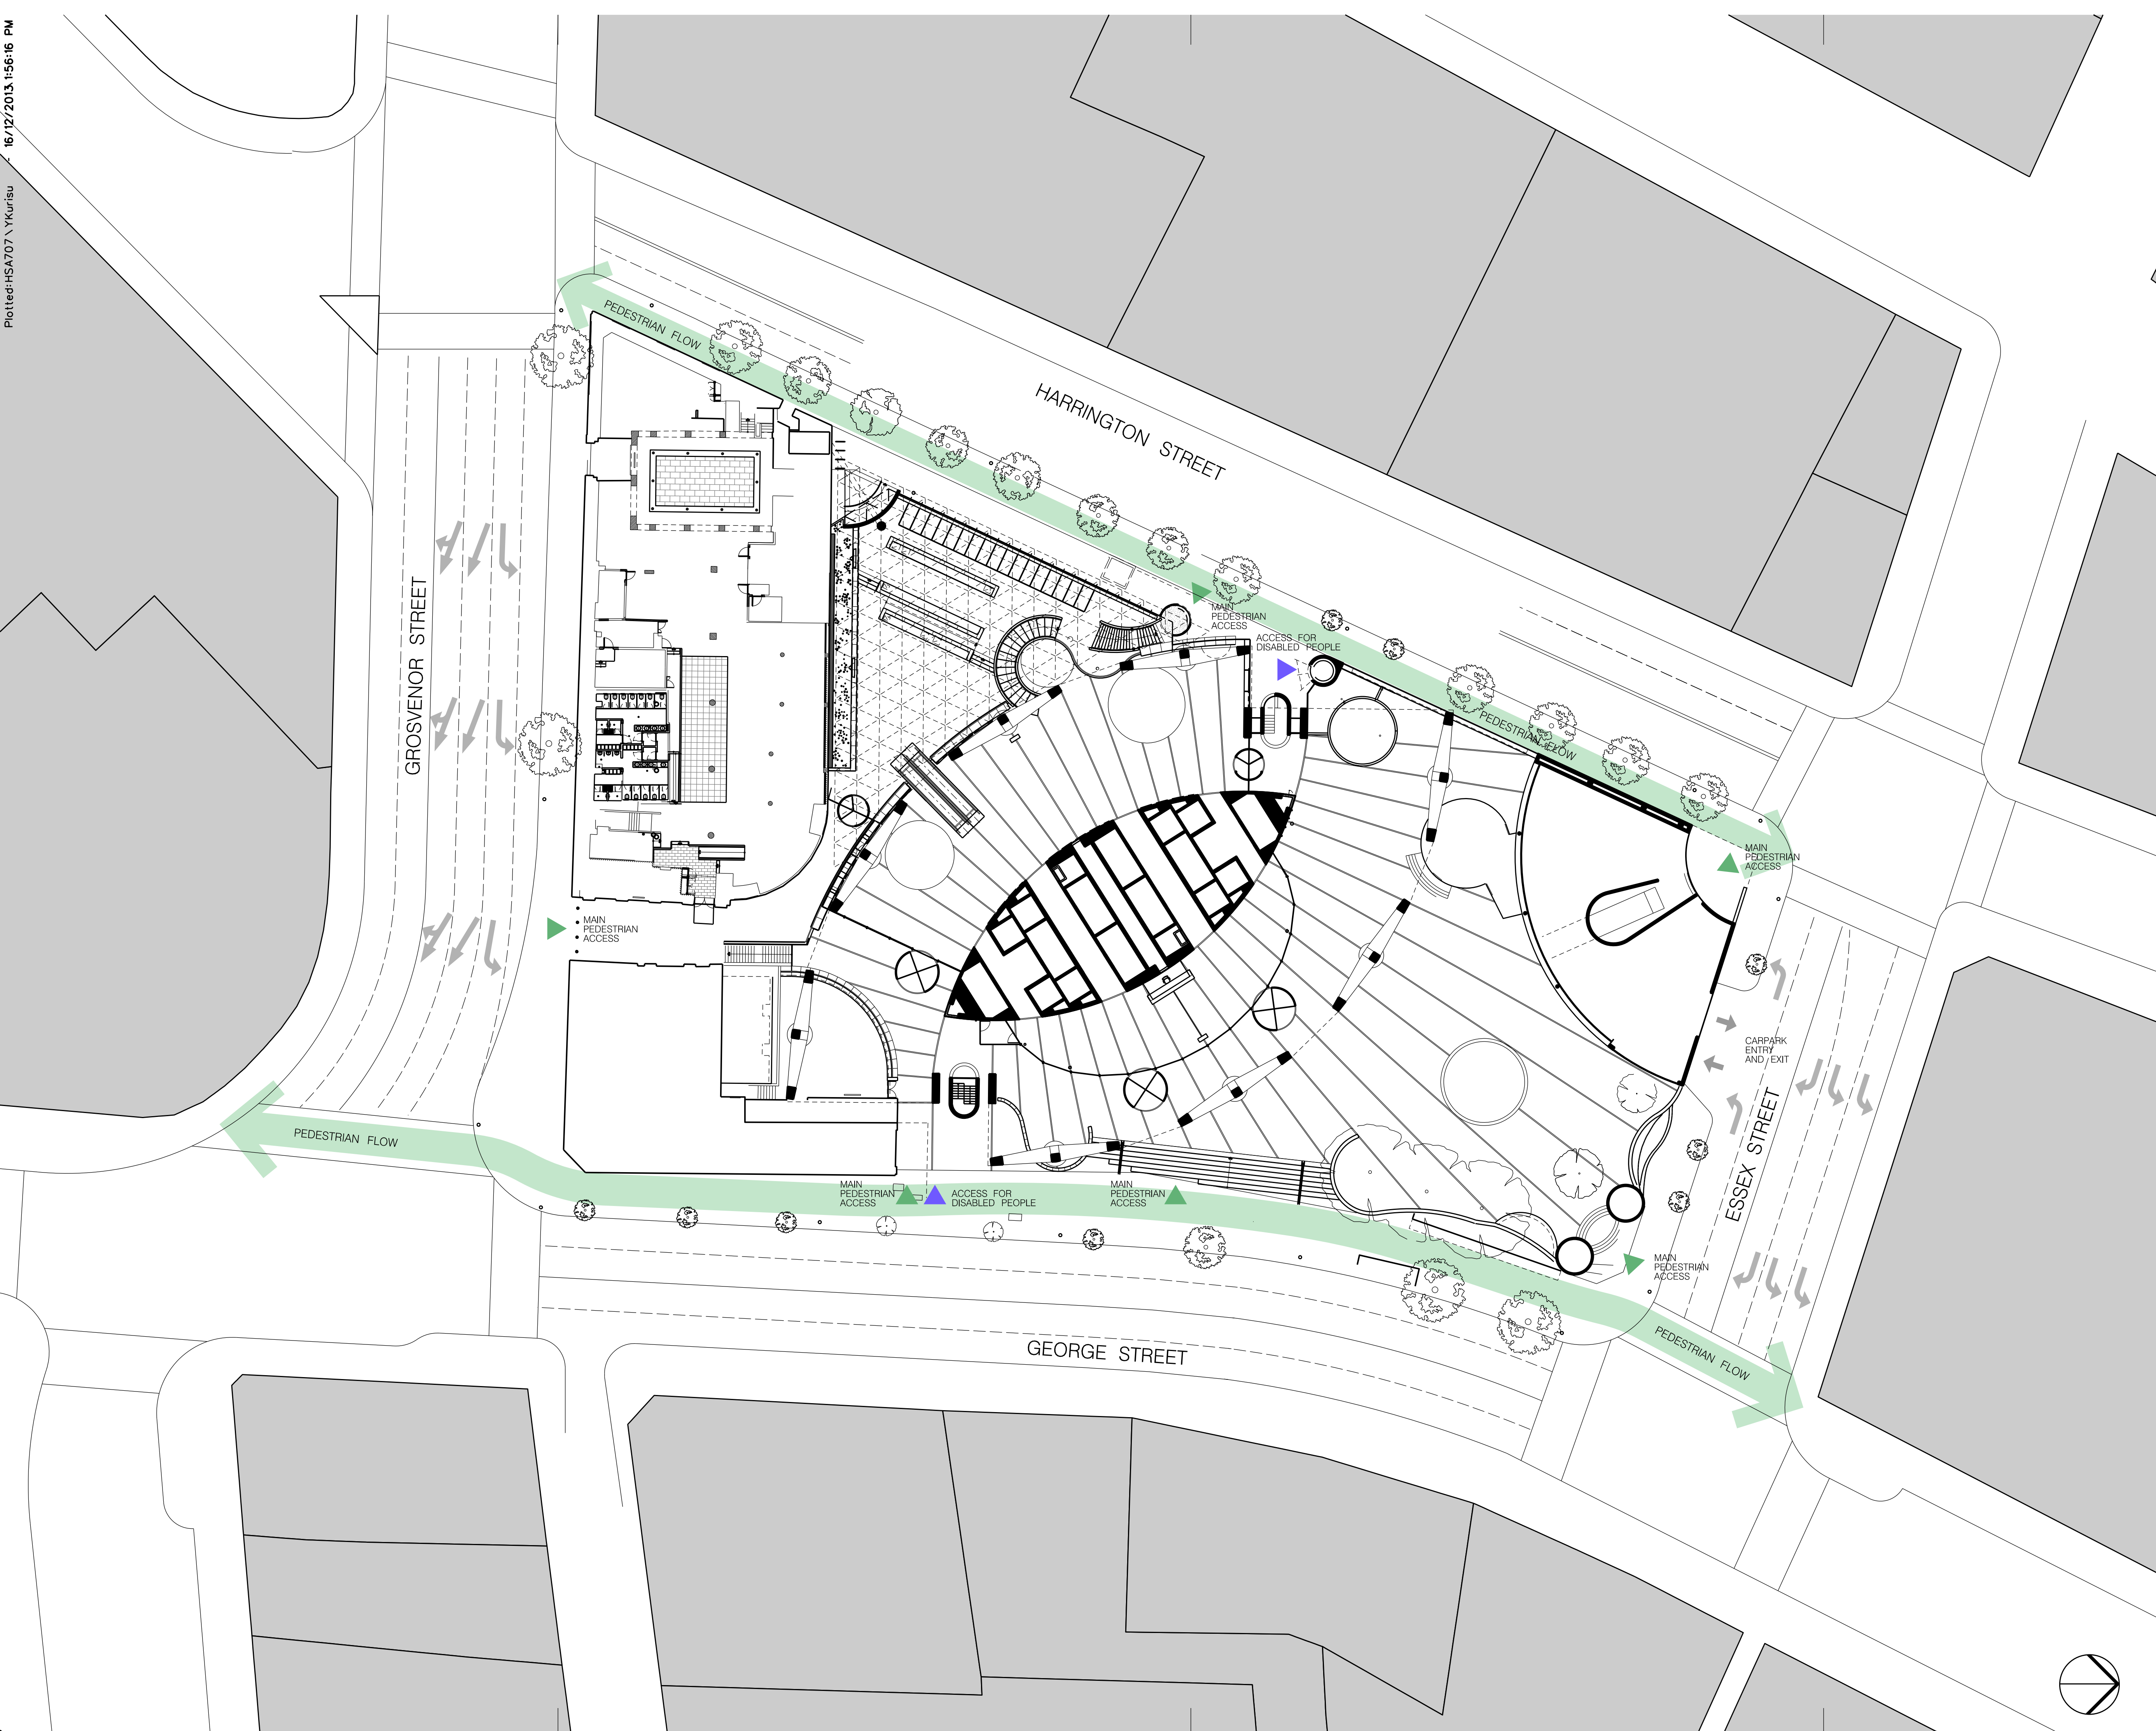 Plotted:HSA707\YKurisu - 16/12/2013, 1:56:16 PM
PEDESTRIAN FLOW
HARRINGTON STREET
GROSVENOR STREET
MAIN
PEDESTRIAN
ACCESS
ACCESS FOR
DISABLED PEOPLE
PEDESTRIAN FLOW
MAIN
PEDESTRIAN
ACCESS
MAIN
PEDESTRIAN
ACCESS
CARPARK
ENTRY
AND EXIT
ESSEX STREET
PEDESTRIAN FLOW
MAIN
PEDESTRIAN
ACCESS
ACCESS FOR
DISABLED PEOPLE
MAIN
PEDESTRIAN
ACCESS
MAIN
PEDESTRIAN
ACCESS
GEORGE STREET
PEDESTRIAN FLOW